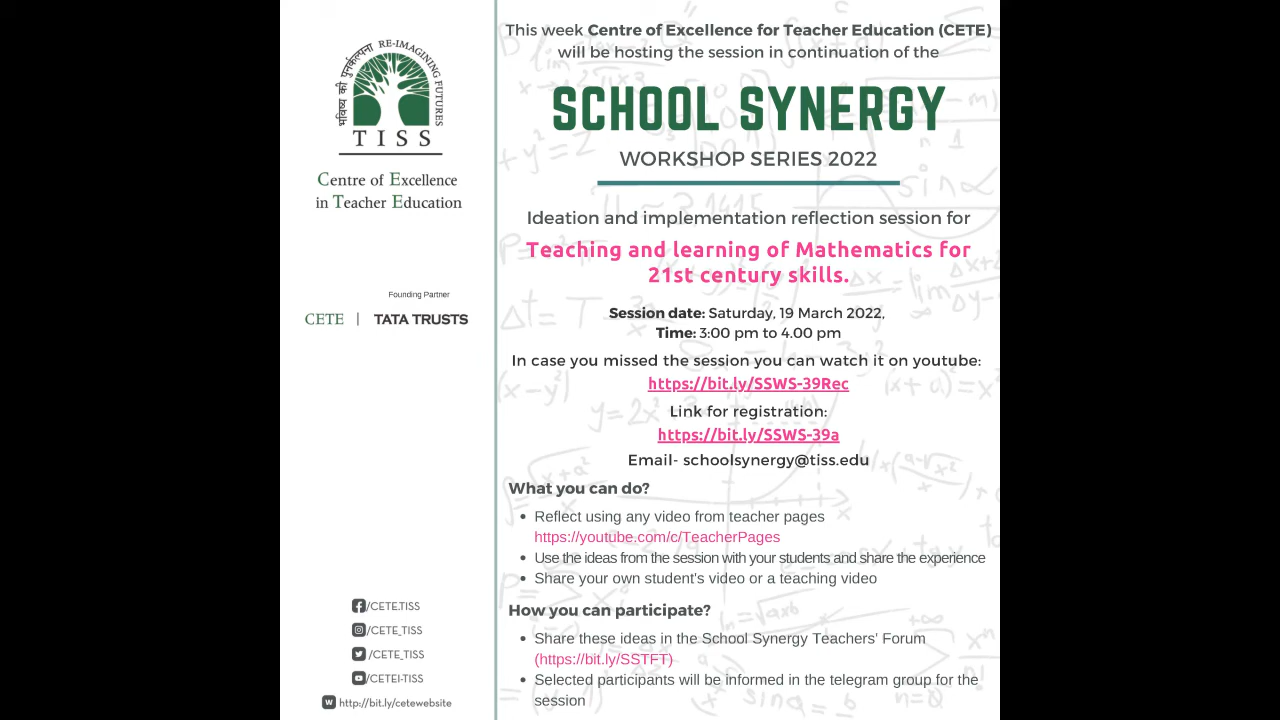 भविष्य की पुनर्कल्पना
RE-IMAGINING FUTURES
TISS
Centre of Excellence
in Teacher Education
Founding Partner
CETE | TATA TRUSTS
/CETE.TISS
/CETE_TISS
/CETE_TISS
/CETEI-TISS
http://bit.ly/cetewebsite
This week Centre of Excellence for Teacher Education (CETE)
will be hosting the session in continuation of the
SCHOOL SYNERGY
WORKSHOP SERIES 2022
Ideation and implementation reflection session for
Teaching and learning of Mathematics for
21st century skills.
Session date: Saturday, 19 March 2022,
Time: 3:00 pm to 4.00 pm
In case you missed the session you can watch it on youtube:
https://bit.ly/SSWS-39Rec
Link for registration:
https://bit.ly/SSWS-39a
Email- schoolsynergy@tiss.edu
What you can do?
• Reflect using any video from teacher pages
https://youtube.com/c/TeacherPages
• Use the ideas from the session with your students and share the experience
• Share your own student's video or a teaching video
How you can participate?
• Share these ideas in the School Synergy Teachers' Forum
(https://bit.ly/SSTFT)
• Selected participants will be informed in the telegram group for the
session